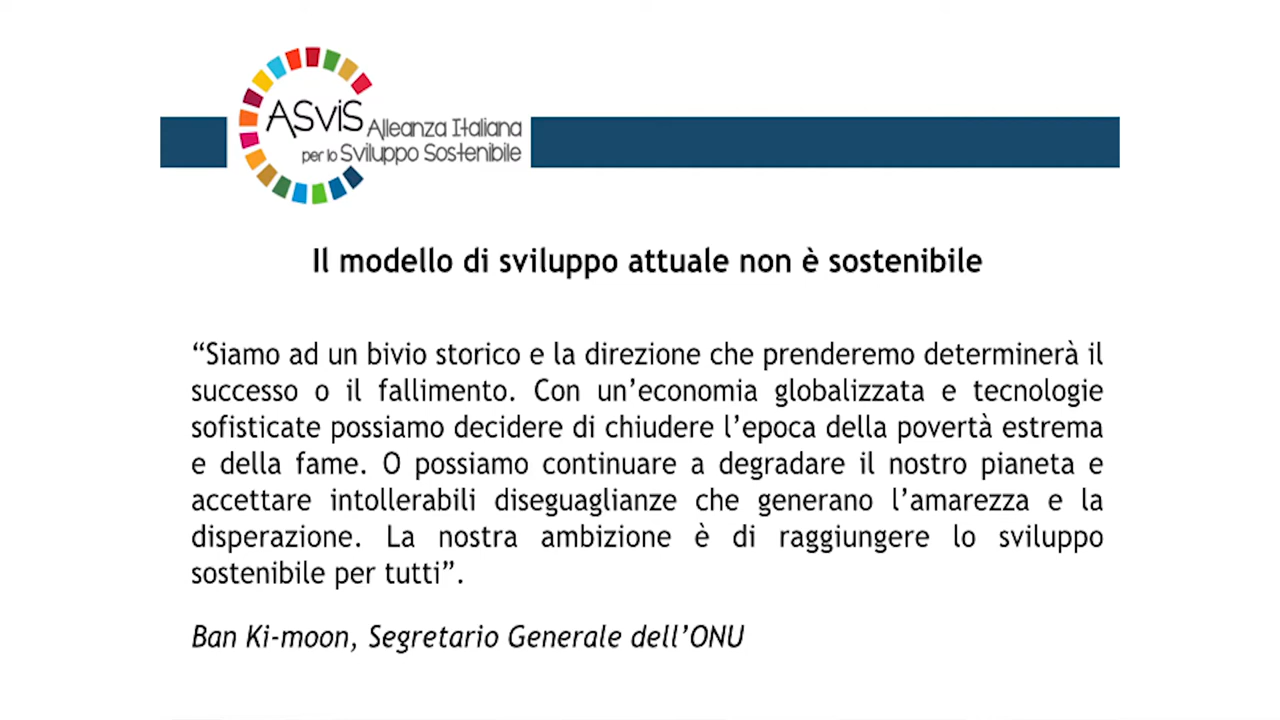 ASviS Alleanza Italiana
per lo Sviluppo Sostenibile
Il modello di sviluppo attuale non è sostenibile
“Siamo ad un bivio storico e la direzione che prenderemo determinerà il
successo o il fallimento. Con un’economia globalizzata e tecnologie
sofisticate possiamo decidere di chiudere l’epoca della povertà estrema
e della fame. O possiamo continuare a degradare il nostro pianeta e
accettare intollerabili diseguaglianze che generano l’amarezza e la
disperazione. La nostra ambizione è di raggiungere lo sviluppo
sostenibile per tutti”.
Ban Ki-moon, Segretario Generale dell’ONU